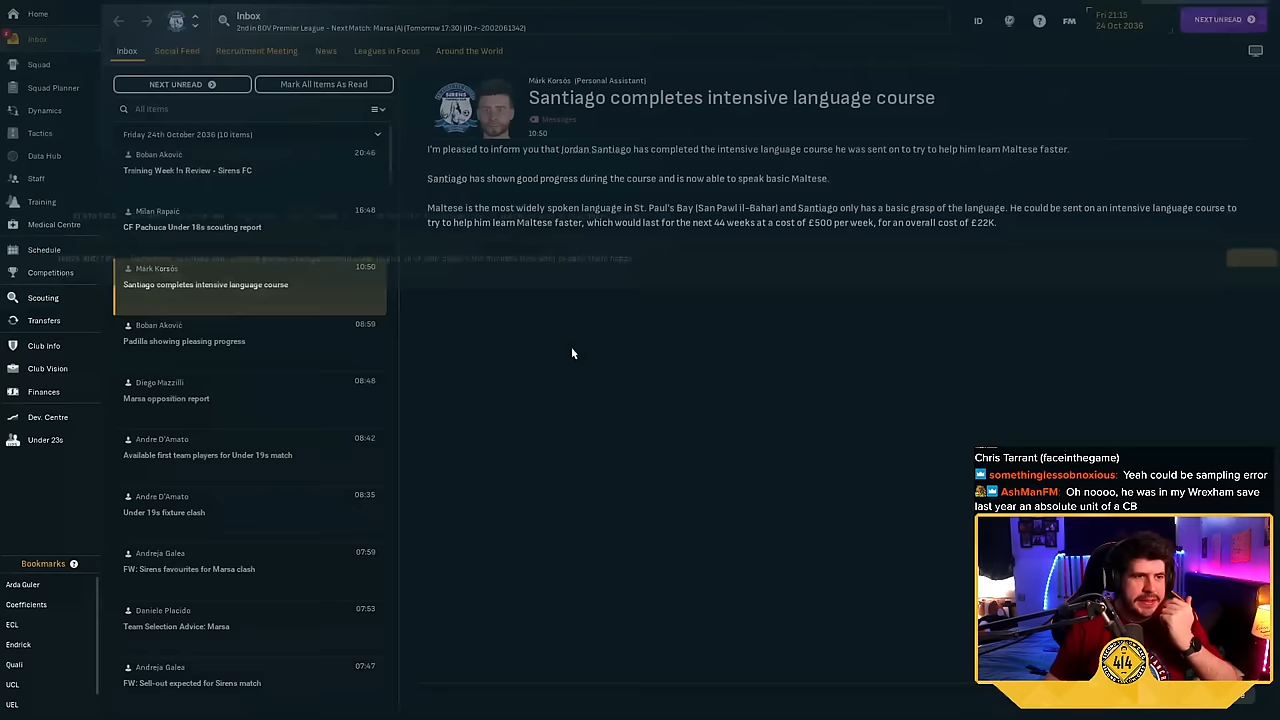 Home
Inbox
Squad
Squad Planner
Dynamics
Tactics
Data Hub
Staff
Training
Medical Centre
Schedule
Competitions
Scouting
Transfers
Club Info
Club Vision
Finances
Dev. Centre
Under 23s
Bookmarks
Arda Guler
Coefficients
ECL
Endrick
Quali
UCL
UEL
Inbox
2nd in BOV Premier League - Next Match: Marsa (A) (Tomorrow 17:30) (ID:r-2002061342)
ID
FM
Fri 21:15
24 Oct 2036
NEXT UNREAD
Inbox
Social Feed
Recruitment Meeting
News
Leagues in Focus
Around the World
NEXT UNREAD
Mark All Items As Read
All Items
Friday 24th October 2036 (10 items)
Boban Aković 20:46
Training Week In Review - Sirens FC
Milan Rapaić 16:48
CF Pachuca Under 18s scouting report
Márk Korsós 10:50
Santiago completes intensive language course
Boban Aković 08:59
Padilla showing pleasing progress
Diego Mazzilli 08:48
Marsa opposition report
Andre D'Amato 08:42
Available first team players for Under 19s match
Andre D'Amato 08:35
Under 19s fixture clash
Andreja Galea 07:59
FW: Sirens favourites for Marsa clash
Daniele Placido 07:53
Team Selection Advice: Marsa
Andreja Galea 07:47
FW: Sell-out expected for Sirens match
SIRENS
Márk Korsós (Personal Assistant)
Santiago completes intensive language course
Messages
10:50
I'm pleased to inform you that Jordan Santiago has completed the intensive language course he was sent on to try to help him learn Maltese faster.
Santiago has shown good progress during the course and is now able to speak basic Maltese.
Maltese is the most widely spoken language in St. Paul's Bay (San Pawl il-Bahar) and Santiago only has a basic grasp of the language. He could be sent on an intensive language course to
try to help him learn Maltese faster, which would last for the next 44 weeks at a cost of £500 per week, for an overall cost of £22K.
Chris Tarrant (faceinthegame)
somethinglessobnoxious: Yeah could be sampling error
AshManFM: Oh noooo, he was in my Wrexham save
last year an absolute unit of a CB
4|4